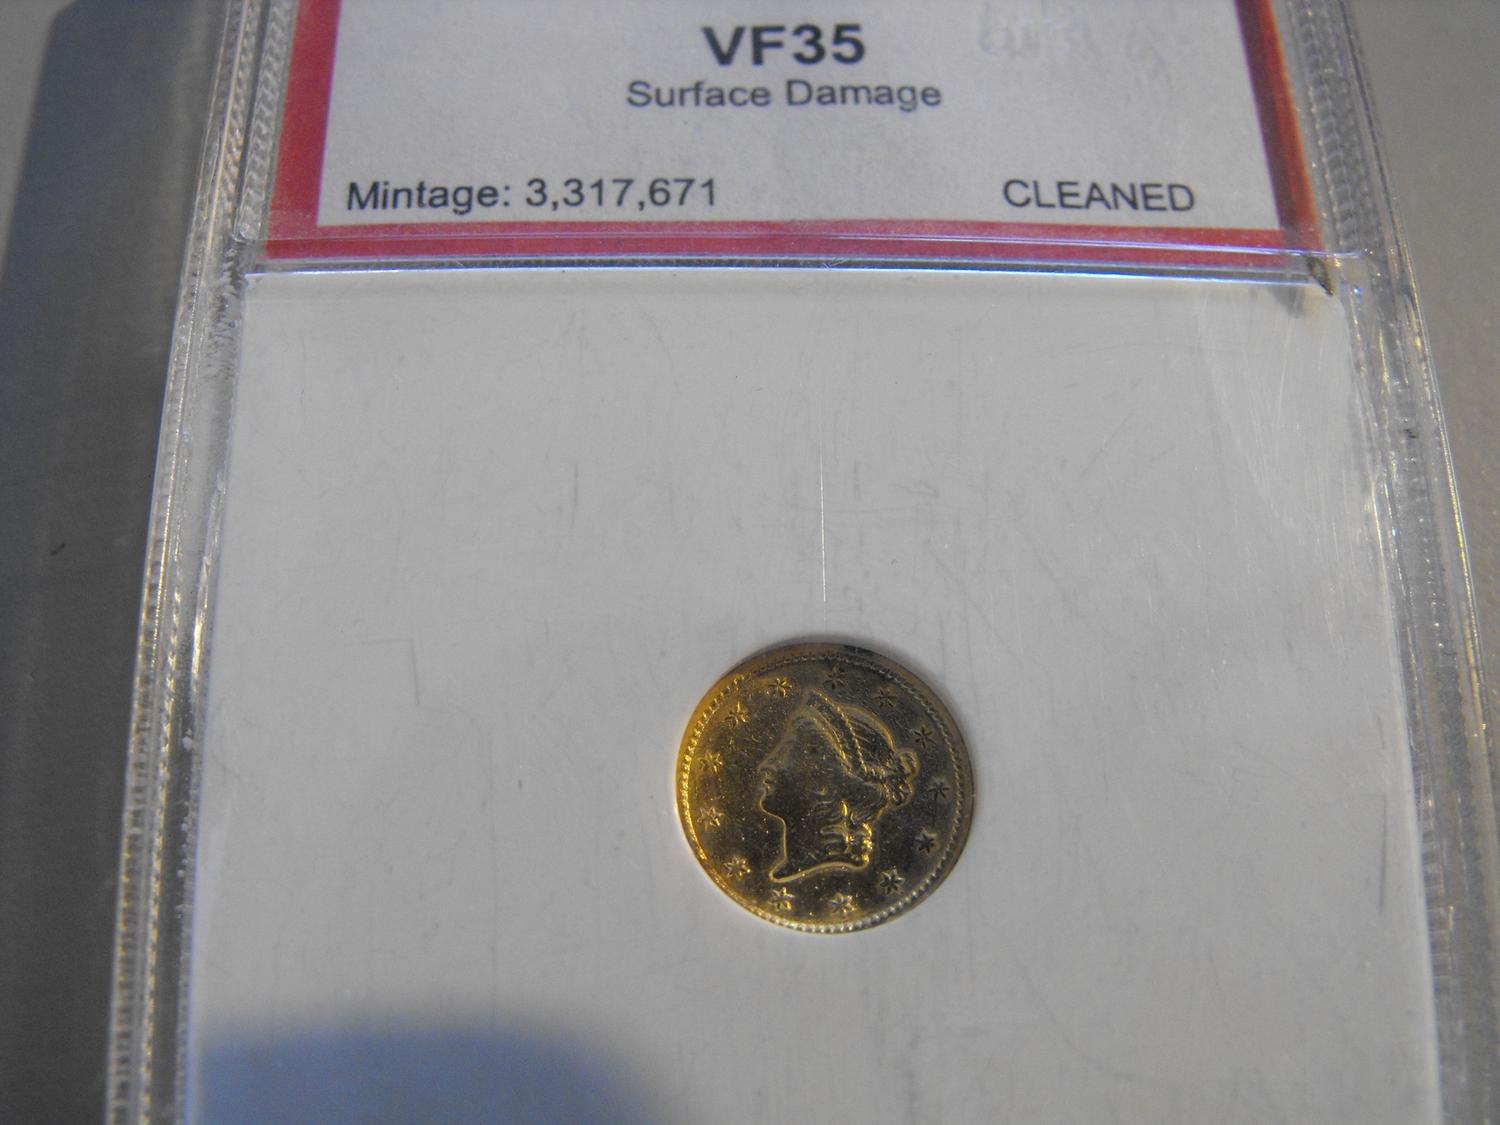 VF35
Surface Damage
Mintage: 3,317,671 CLEANED